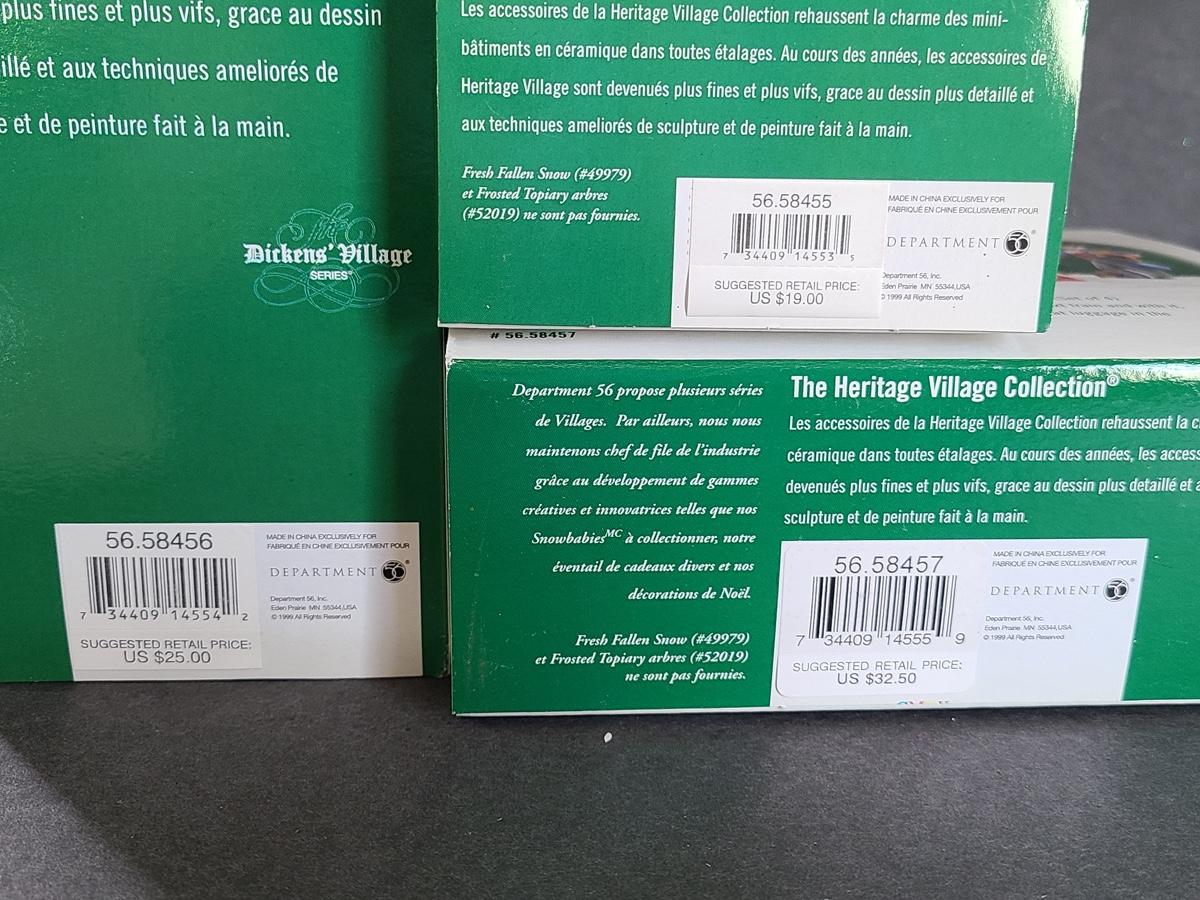 plus fines et plus vifs, grace au dessin
illé et aux techniques ameliorés de
e et de peinture fait à la main.
Dickens' Village
SERIES®
56.58456
7 34409 14554 2
SUGGESTED RETAIL PRICE:
US $25.00
MADE IN CHINA EXCLUSIVELY FOR
FABRIQUÉ EN CHINE EXCLUSIVEMENT POUR
DEPARTMENT 56®
Department 56, Inc.
Eden Prairie MN 55344,USA
© 1999 All Rights Reserved
Les accessoires de la Heritage Village Collection rehaussent la charme des mini-
bâtiments en céramique dans toutes étalages. Au cours des années, les accessoires de
Heritage Village sont devenués plus fines et plus vifs, grace au dessin plus detaillé et
aux techniques ameliorés de sculpture et de peinture fait à la main.
Fresh Fallen Snow (#49979)
et Frosted Topiary arbres
(#52019) ne sont pas fournies.
56.58455
7 34409 14553 5
SUGGESTED RETAIL PRICE:
US $19.00
MADE IN CHINA EXCLUSIVELY FOR
FABRIQUÉ EN CHINE EXCLUSIVEMENT POUR
DEPARTMENT 56®
Department 56, Inc.
Eden Prairie MN 55344,USA
© 1999 All Rights Reserved
# 56.58457
Department 56 propose plusieurs séries
de Villages. Par ailleurs, nous nous
maintenons chef de file de l'industrie
grâce au développement de gammes
créatives et innovatrices telles que nos
Snowbabies MC à collectionner, notre
éventail de cadeaux divers et nos
décorations de Noël.
Fresh Fallen Snow (#49979)
et Frosted Topiary arbres (#52019)
ne sont pas fournies.
The Heritage Village Collection®
Les accessoires de la Heritage Village Collection rehaussent la c
céramique dans toutes étalages. Au cours des années, les access
devenués plus fines et plus vifs, grace au dessin plus detaillé et a
sculpture et de peinture fait à la main.
56.58457
7 34409 14555 9
SUGGESTED RETAIL PRICE:
US $32.50
MADE IN CHINA EXCLUSIVELY FOR
FABRIQUÉ EN CHINE EXCLUSIVEMENT POUR
DEPARTMENT 56®
Department 56, Inc.
Eden Prairie MN 55344,USA
© 1999 All Rights Reserved